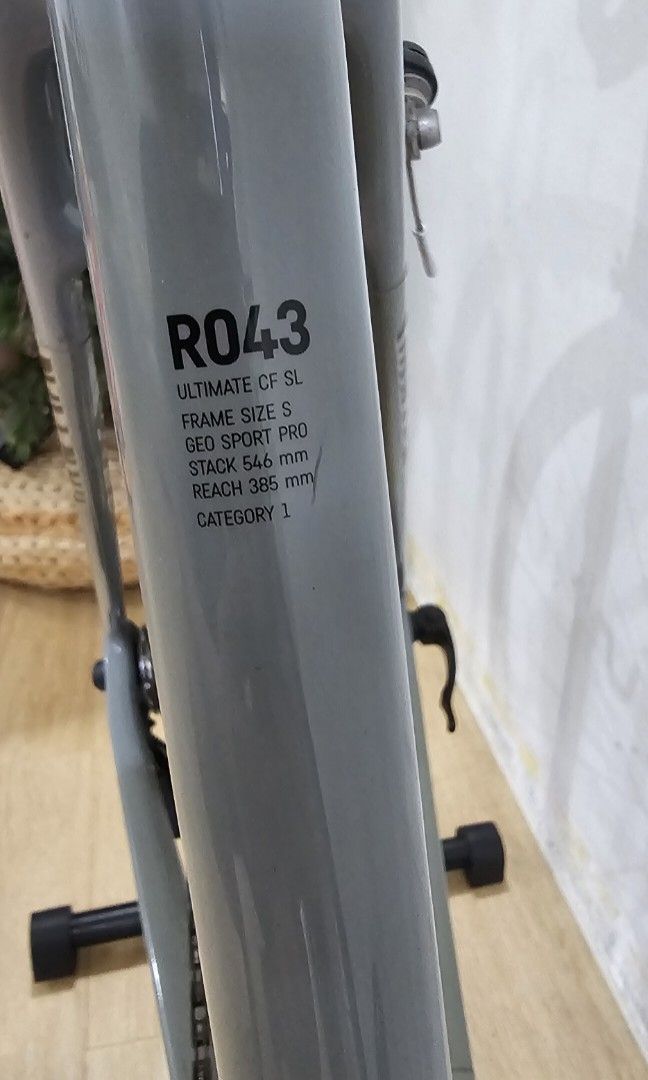 R043
ULTIMATE CF SL
FRAME SIZE S
GEO SPORT PRO
STACK 546 mm
REACH 385 mm
CATEGORY 1